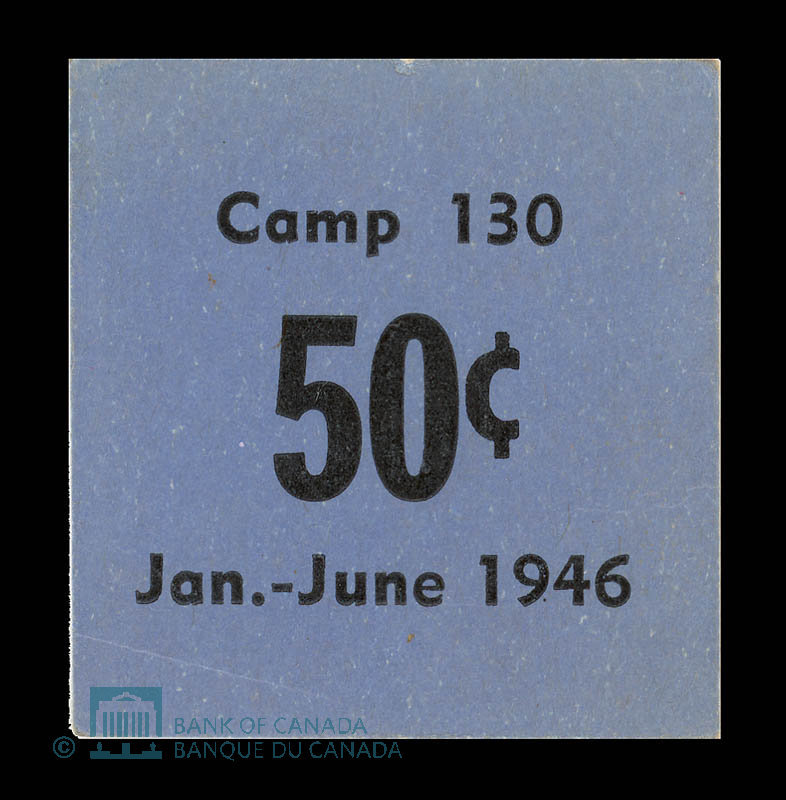 Camp 130
50¢
Jan.-June 1946
© BANK OF CANADA
BANQUE DU CANADA